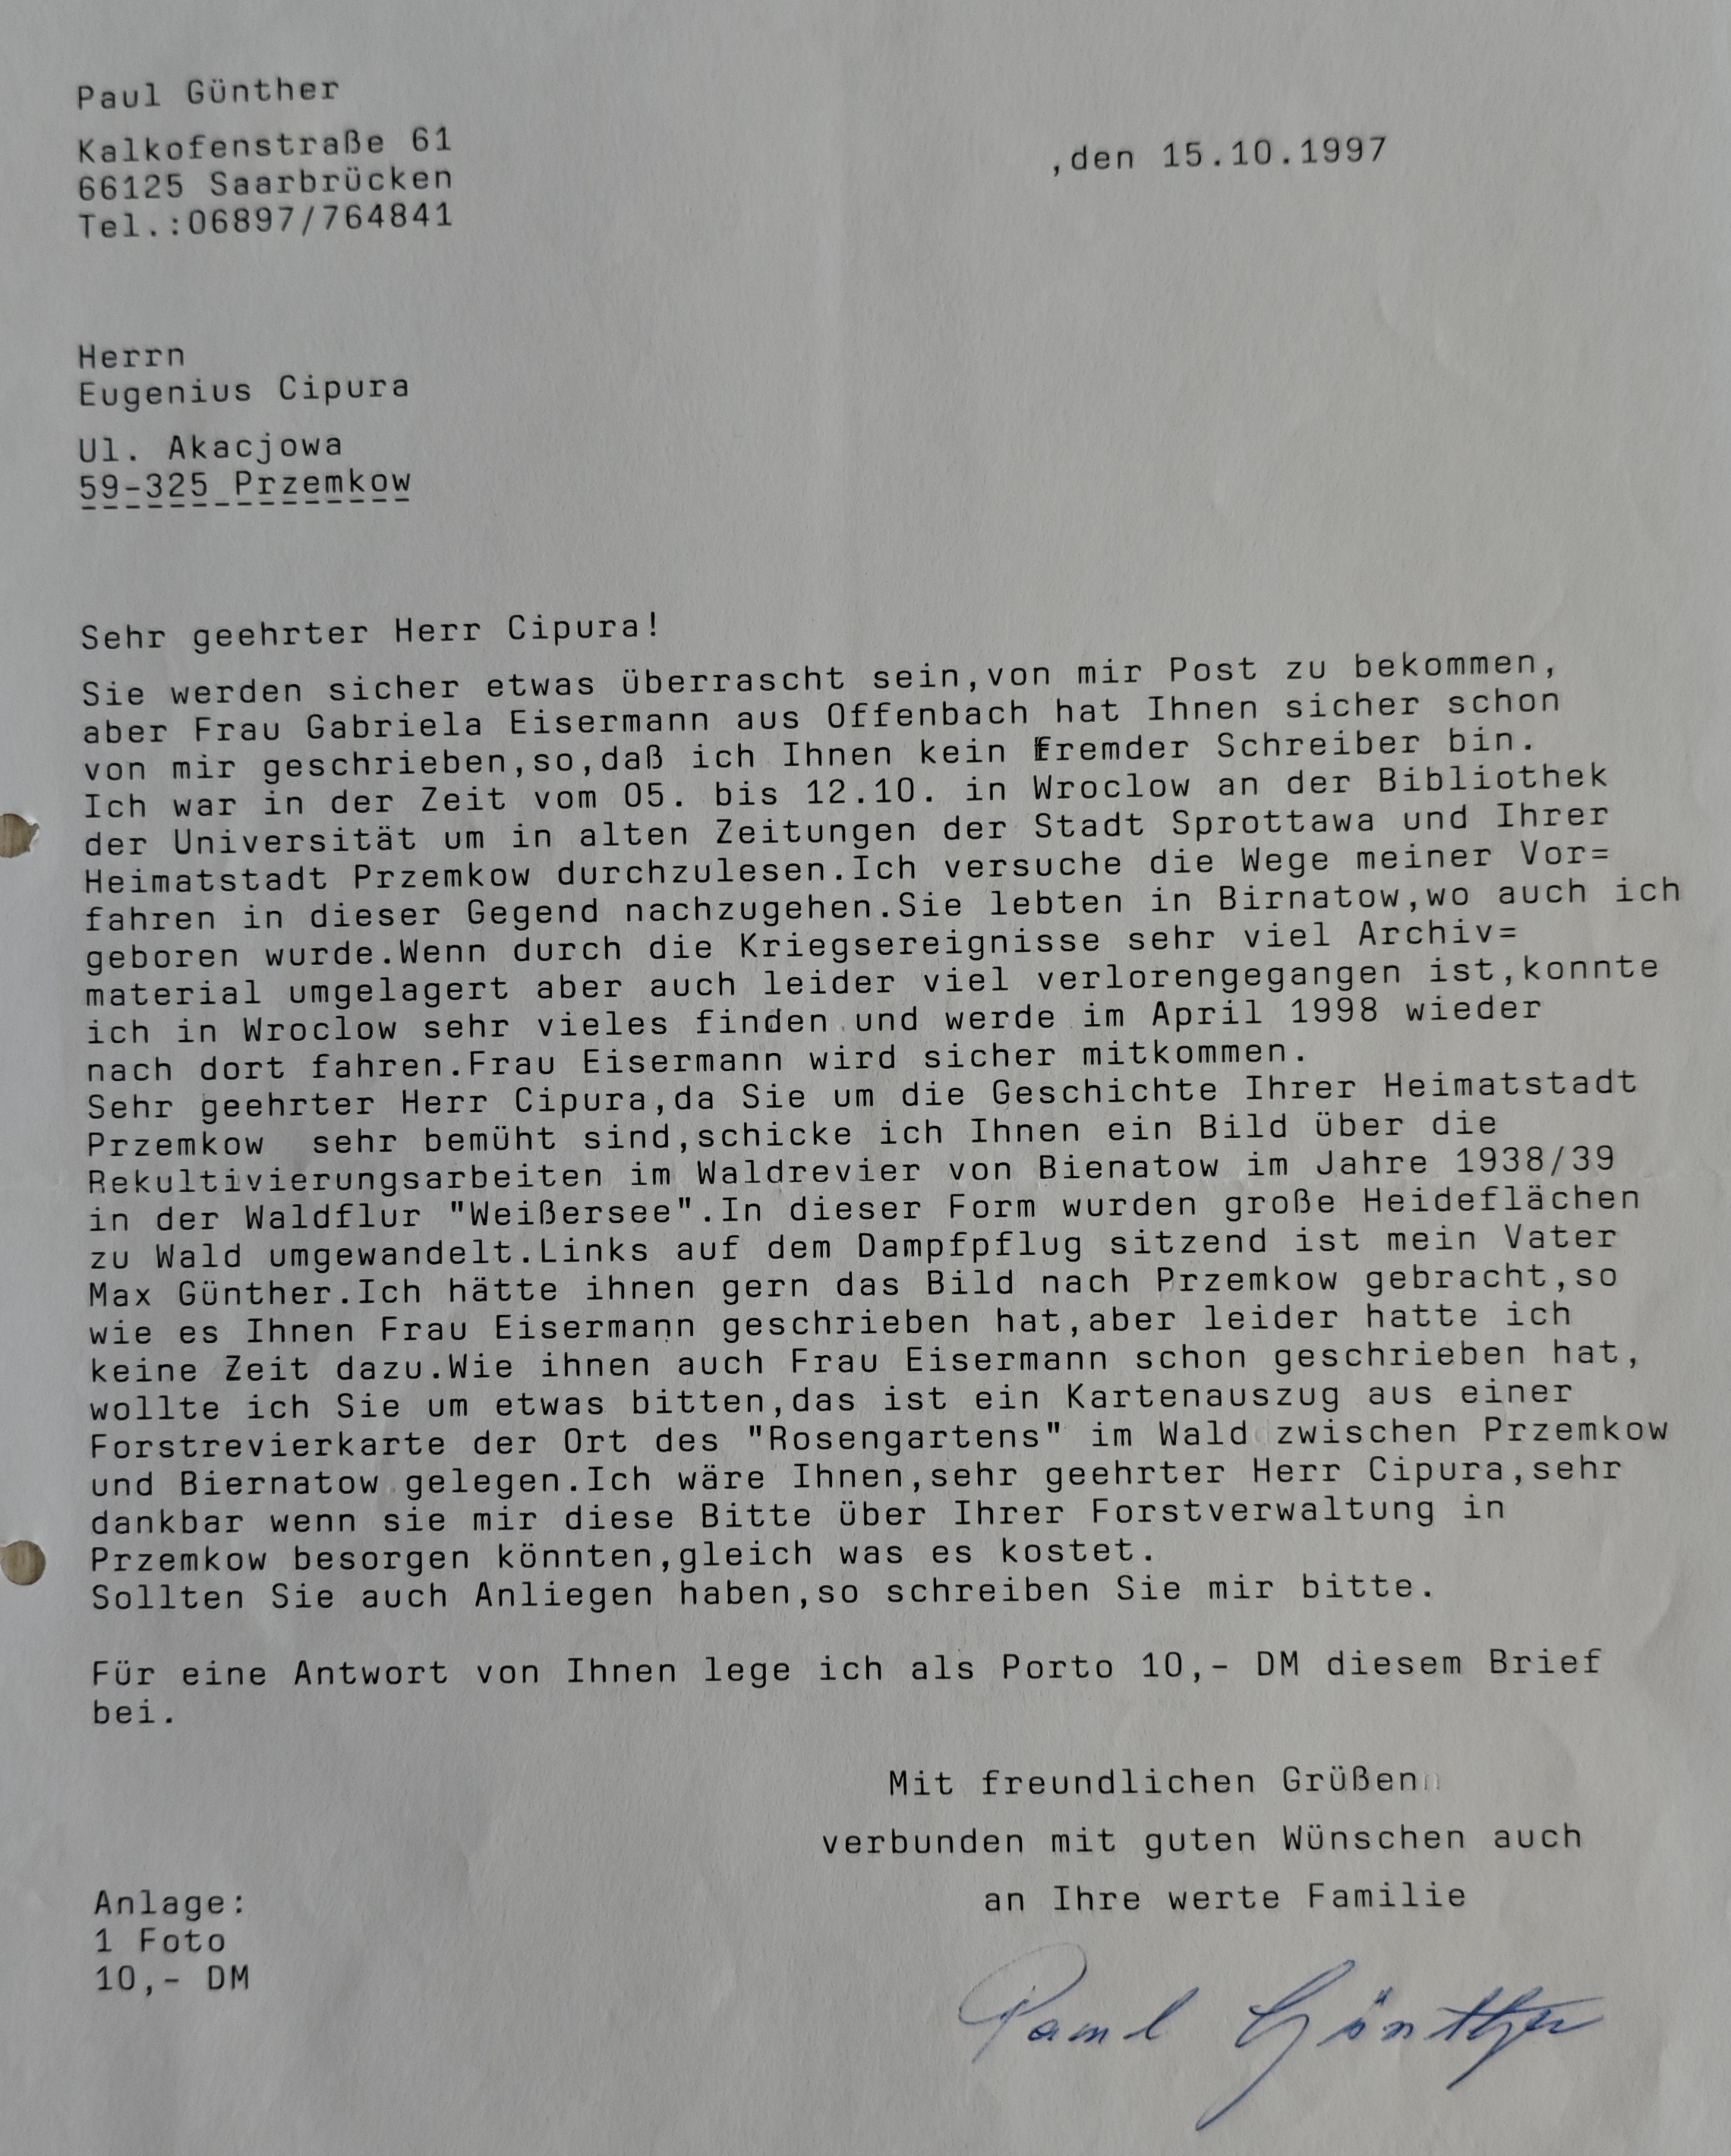 Paul Günther
Kalkofenstraße 61
66125 Saarbrücken
Tel.:06897/764841
,den 15.10.1997
Herrn
Eugenius Cipura
Ul. Akacjowa
59-325 Przemkow
Sehr geehrter Herr Cipura!
Sie werden sicher etwas überrascht sein,von mir Post zu bekommen,
aber Frau Gabriela Eisermann aus Offenbach hat Ihnen sicher schon
von mir geschrieben,so,daß ich Ihnen kein fremder Schreiber bin.
Ich war in der Zeit vom 05. bis 12.10. in Wroclow an der Bibliothek
der Universität um in alten Zeitungen der Stadt Sprottawa und Ihrer
Heimatstadt Przemkow durchzulesen.Ich versuche die Wege meiner Vor=
fahren in dieser Gegend nachzugehen.Sie lebten in Birnatow,wo auch ich
geboren wurde.Wenn durch die Kriegsereignisse sehr viel Archiv=
material umgelagert aber auch leider viel verlorengegangen ist,konnte
ich in Wroclow sehr vieles finden und werde im April 1998 wieder
nach dort fahren.Frau Eisermann wird sicher mitkommen.
Sehr geehrter Herr Cipura,da Sie um die Geschichte Ihrer Heimatstadt
Przemkow  sehr bemüht sind,schicke ich Ihnen ein Bild über die
Rekultivierungsarbeiten im Waldrevier von Bienatow im Jahre 1938/39
in der Waldflur "Weißersee".In dieser Form wurden große Heideflächen
zu Wald umgewandelt.Links auf dem Dampfpflug sitzend ist mein Vater
Max Günther.Ich hätte ihnen gern das Bild nach Przemkow gebracht,so
wie es Ihnen Frau Eisermann geschrieben hat,aber leider hatte ich
keine Zeit dazu.Wie ihnen auch Frau Eisermann schon geschrieben hat,
wollte ich Sie um etwas bitten,das ist ein Kartenauszug aus einer
Forstrevierkarte der Ort des "Rosengartens" im Wald zwischen Przemkow
und Biernatow gelegen.Ich wäre Ihnen,sehr geehrter Herr Cipura,sehr
dankbar wenn sie mir diese Bitte über Ihrer Forstverwaltung in
Przemkow besorgen könnten,gleich was es kostet.
Sollten Sie auch Anliegen haben,so schreiben Sie mir bitte.
Für eine Antwort von Ihnen lege ich als Porto 10,- DM diesem Brief
bei.
Mit freundlichen Grüßen
verbunden mit guten Wünschen auch
an Ihre werte Familie
Anlage:
1 Foto
10,- DM
Paul Günther